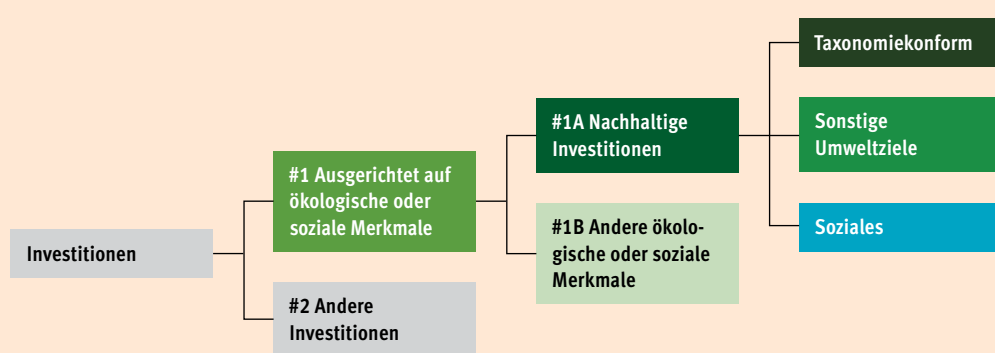 Investitionen
#1 Ausgerichtet auf
ökologische oder
soziale Merkmale
#2 Andere
Investitionen
#1A Nachhaltige
Investitionen
#1B Andere ökolo-
gische oder soziale
Merkmale
Taxonomiekonform
Sonstige
Umweltziele
Soziales